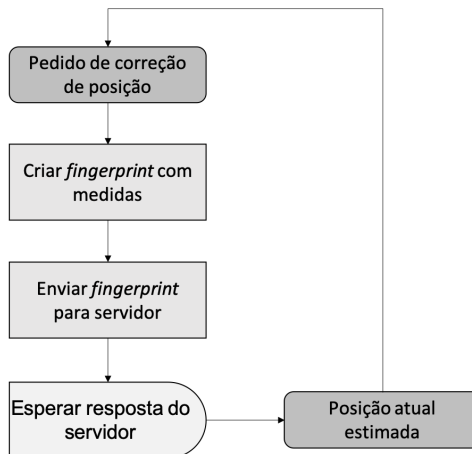 Pedido de correção
de posição
Criar fingerprint com
medidas
Enviar fingerprint
para servidor
Esperar resposta do
servidor
Posição atual
estimada